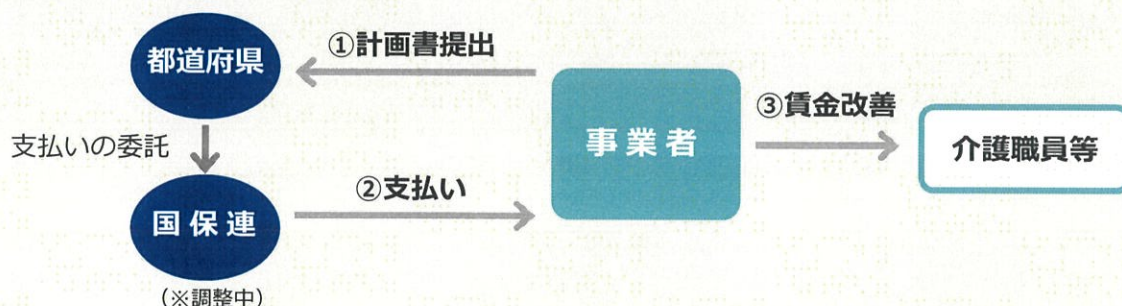 都道府県
①計画書提出
事業者
③賃金改善
介護職員等
支払いの委託
国保連
②支払い
(※調整中)